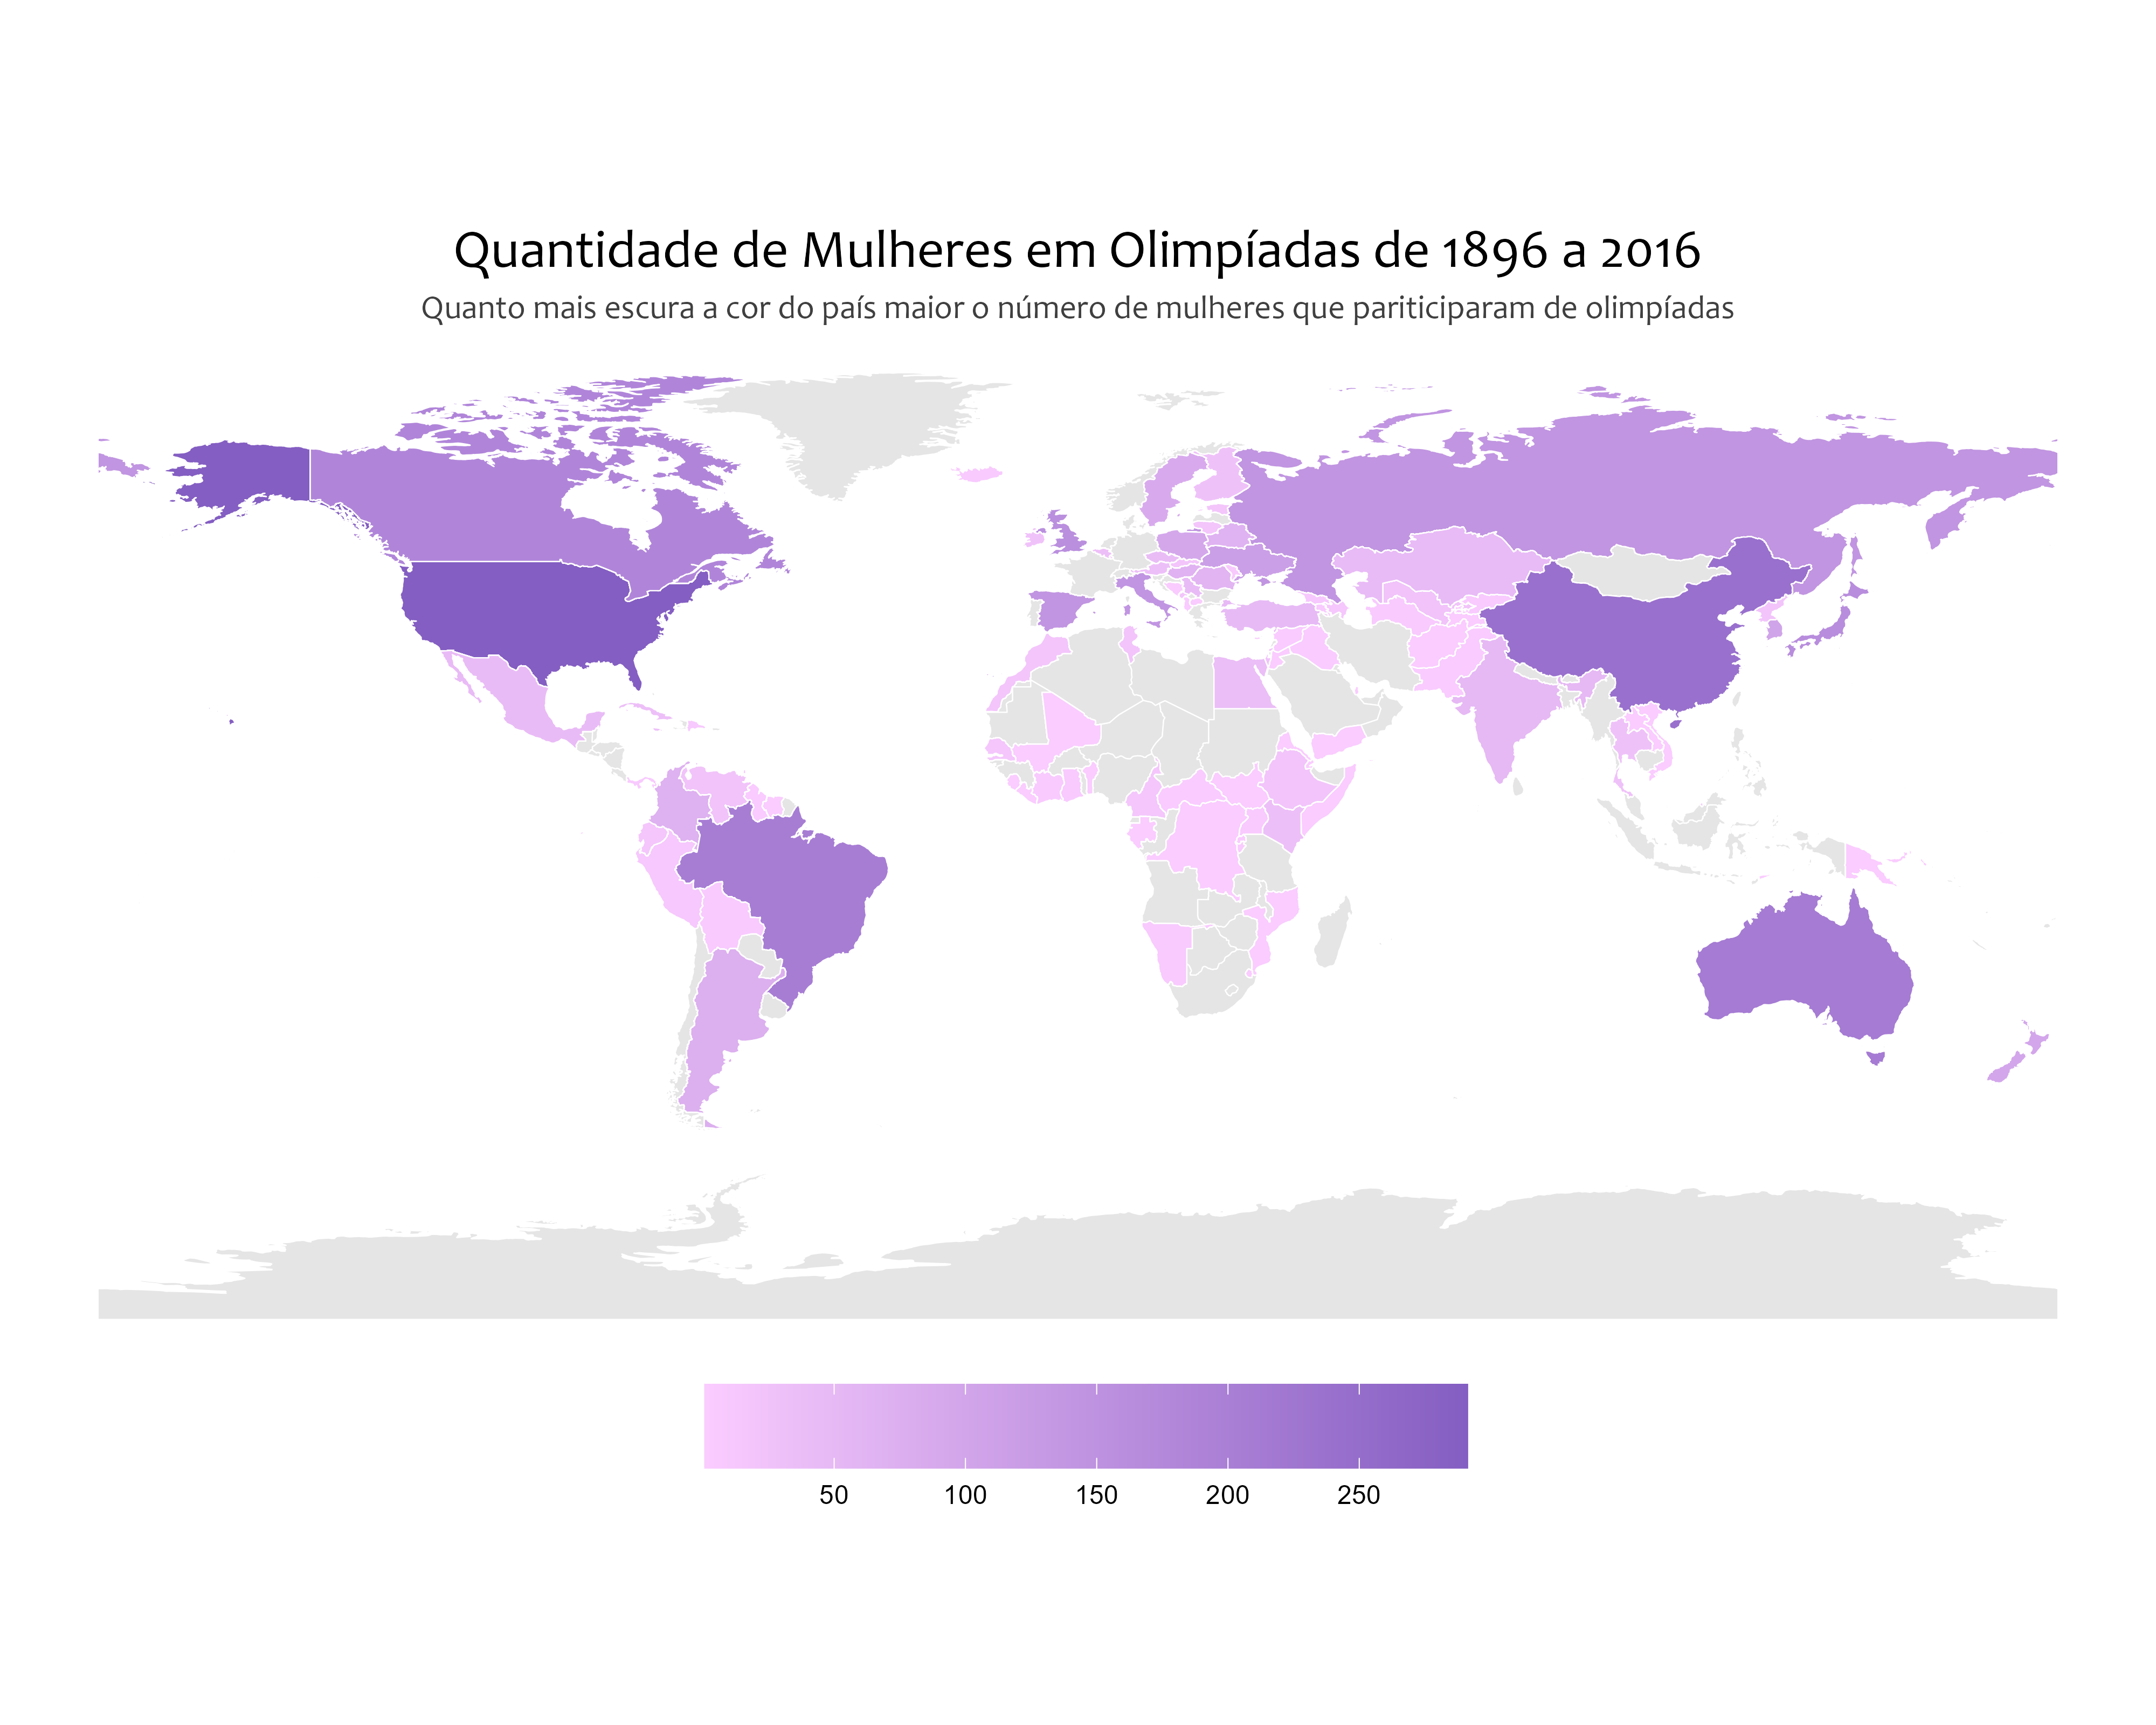 Quantidade de Mulheres em Olimpíadas de 1896 a 2016
Quanto mais escura a cor do país maior o número de mulheres que pariticiparam de olimpíadas
50 100 150 200 250